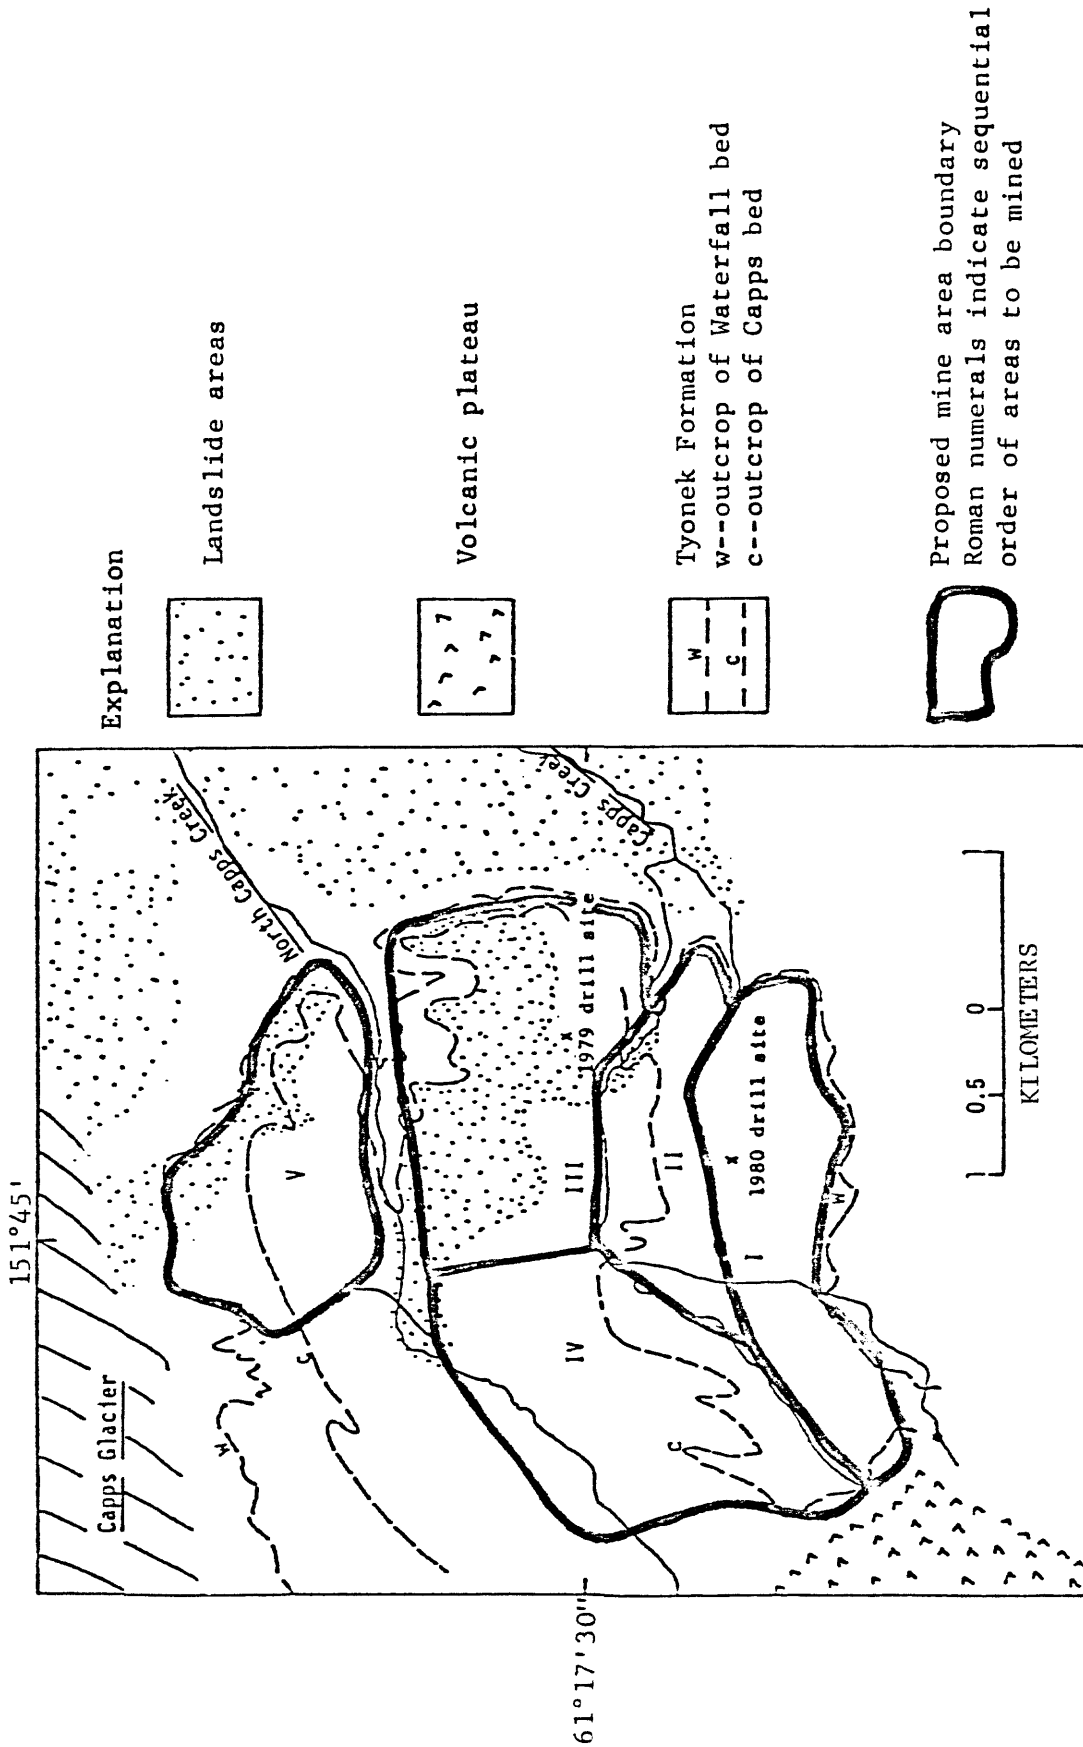 151°45'
61°17'30"
Capps Glacier
North Capps Creek
Capps Creek
W
C
V
W
1979 drill site
x
III
IV
C
II
x
1980 drill site
I
W
1 0.5 0
KILOMETERS
Explanation
Landslide areas
Volcanic plateau
W
C
Tyonek Formation
w--outcrop of Waterfall bed
c--outcrop of Capps bed
Proposed mine area boundary
Roman numerals indicate sequential
order of areas to be mined